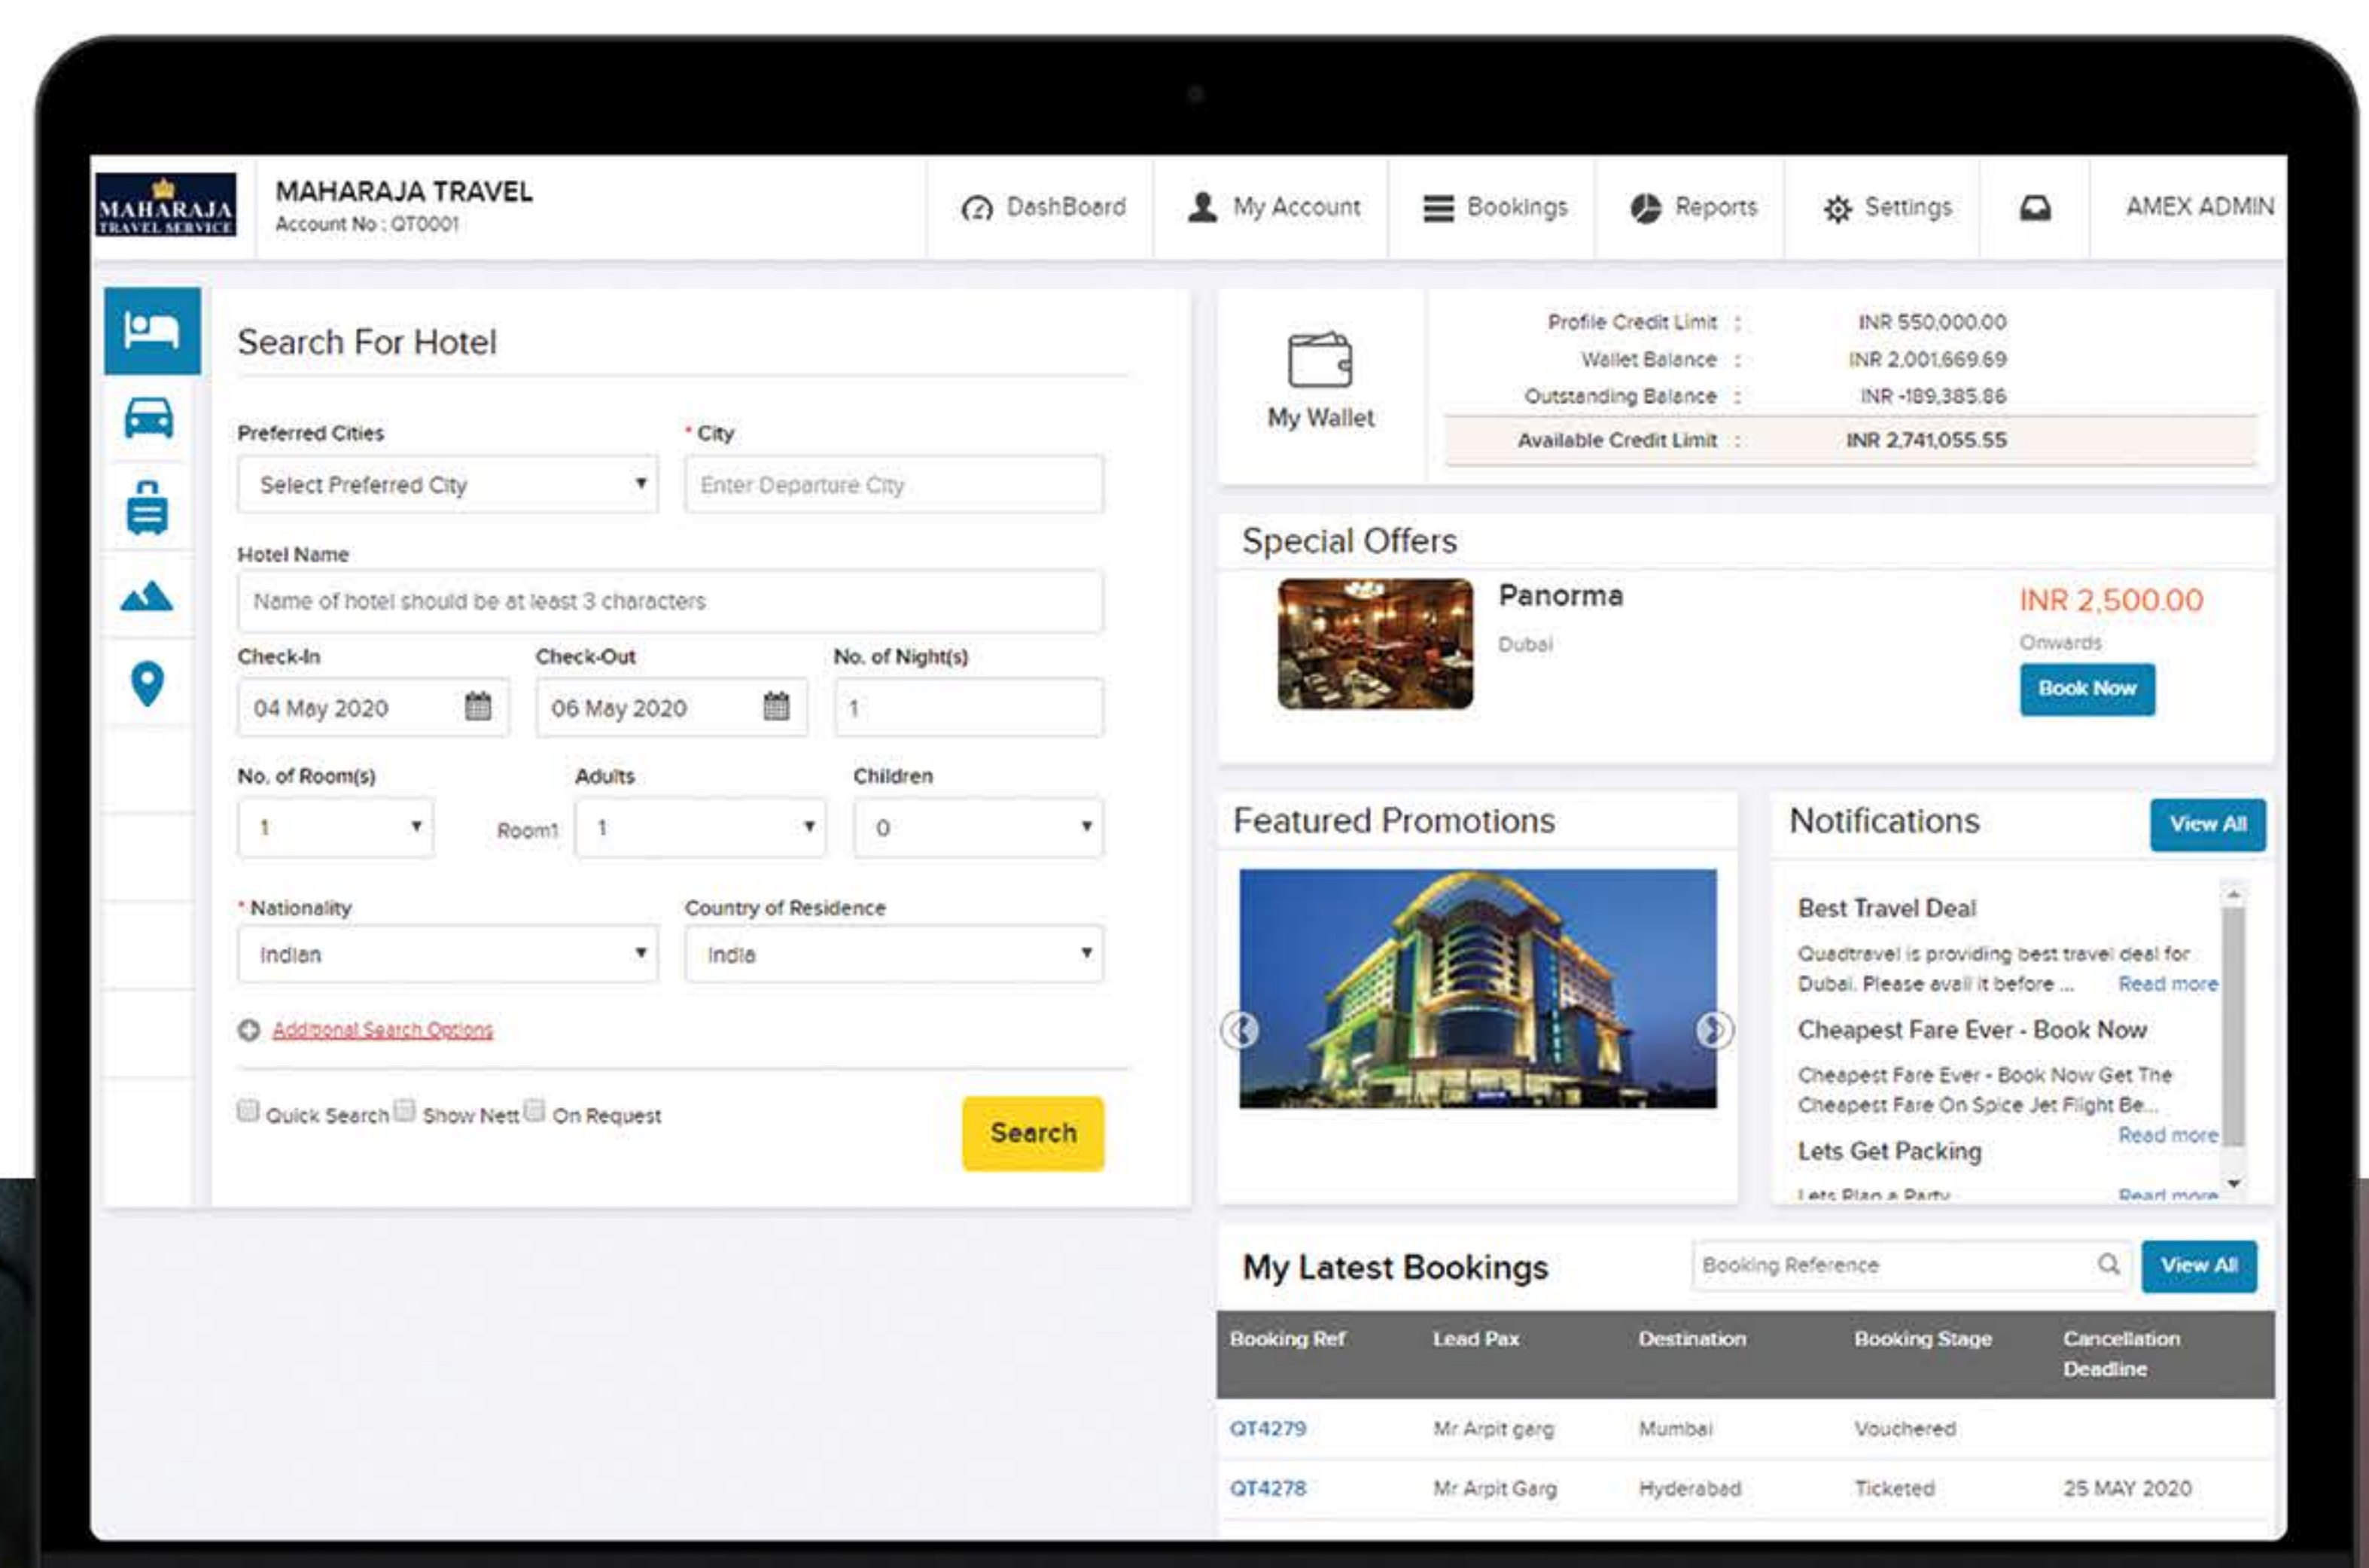 MAHARAJA
TRAVEL SERVICE
MAHARAJA TRAVEL
Account No : QT0001
DashBoard
My Account
Bookings
Reports
Settings
AMEX ADMIN
Search For Hotel
Preferred Cities
* City
Select Preferred City
Enter Departure City
Hotel Name
Name of hotel should be at least 3 characters
Check-In
Check-Out
No. of Night(s)
04 May 2020
06 May 2020
1
No. of Room(s)
Adults
Children
1
Room1
1
0
* Nationality
Country of Residence
Indian
India
Additional Search Options
Quick Search
Show Nett
On Request
Search
My Wallet
Profile Credit Limit : INR 550,000.00
Wallet Balance : INR 2,001,669.69
Outstanding Balance : INR -189,385.86
Available Credit Limit : INR 2,741,055.55
Special Offers
Panorma
Dubai
INR 2,500.00
Onwards
Book Now
Featured Promotions
Notifications
View All
Best Travel Deal
Quadtravel is providing best travel deal for
Dubai. Please avail it before ... Read more
Cheapest Fare Ever - Book Now
Cheapest Fare Ever - Book Now Get The
Cheapest Fare On Spice Jet Flight Be...
Read more
Lets Get Packing
Lets Plan a Party Read more
My Latest Bookings
Booking Reference
View All
Booking Ref Lead Pax Destination Booking Stage Cancellation
Deadline
QT4279 Mr Arpit garg Mumbai Vouchered
QT4278 Mr Arpit Garg Hyderabad Ticketed 25 MAY 2020